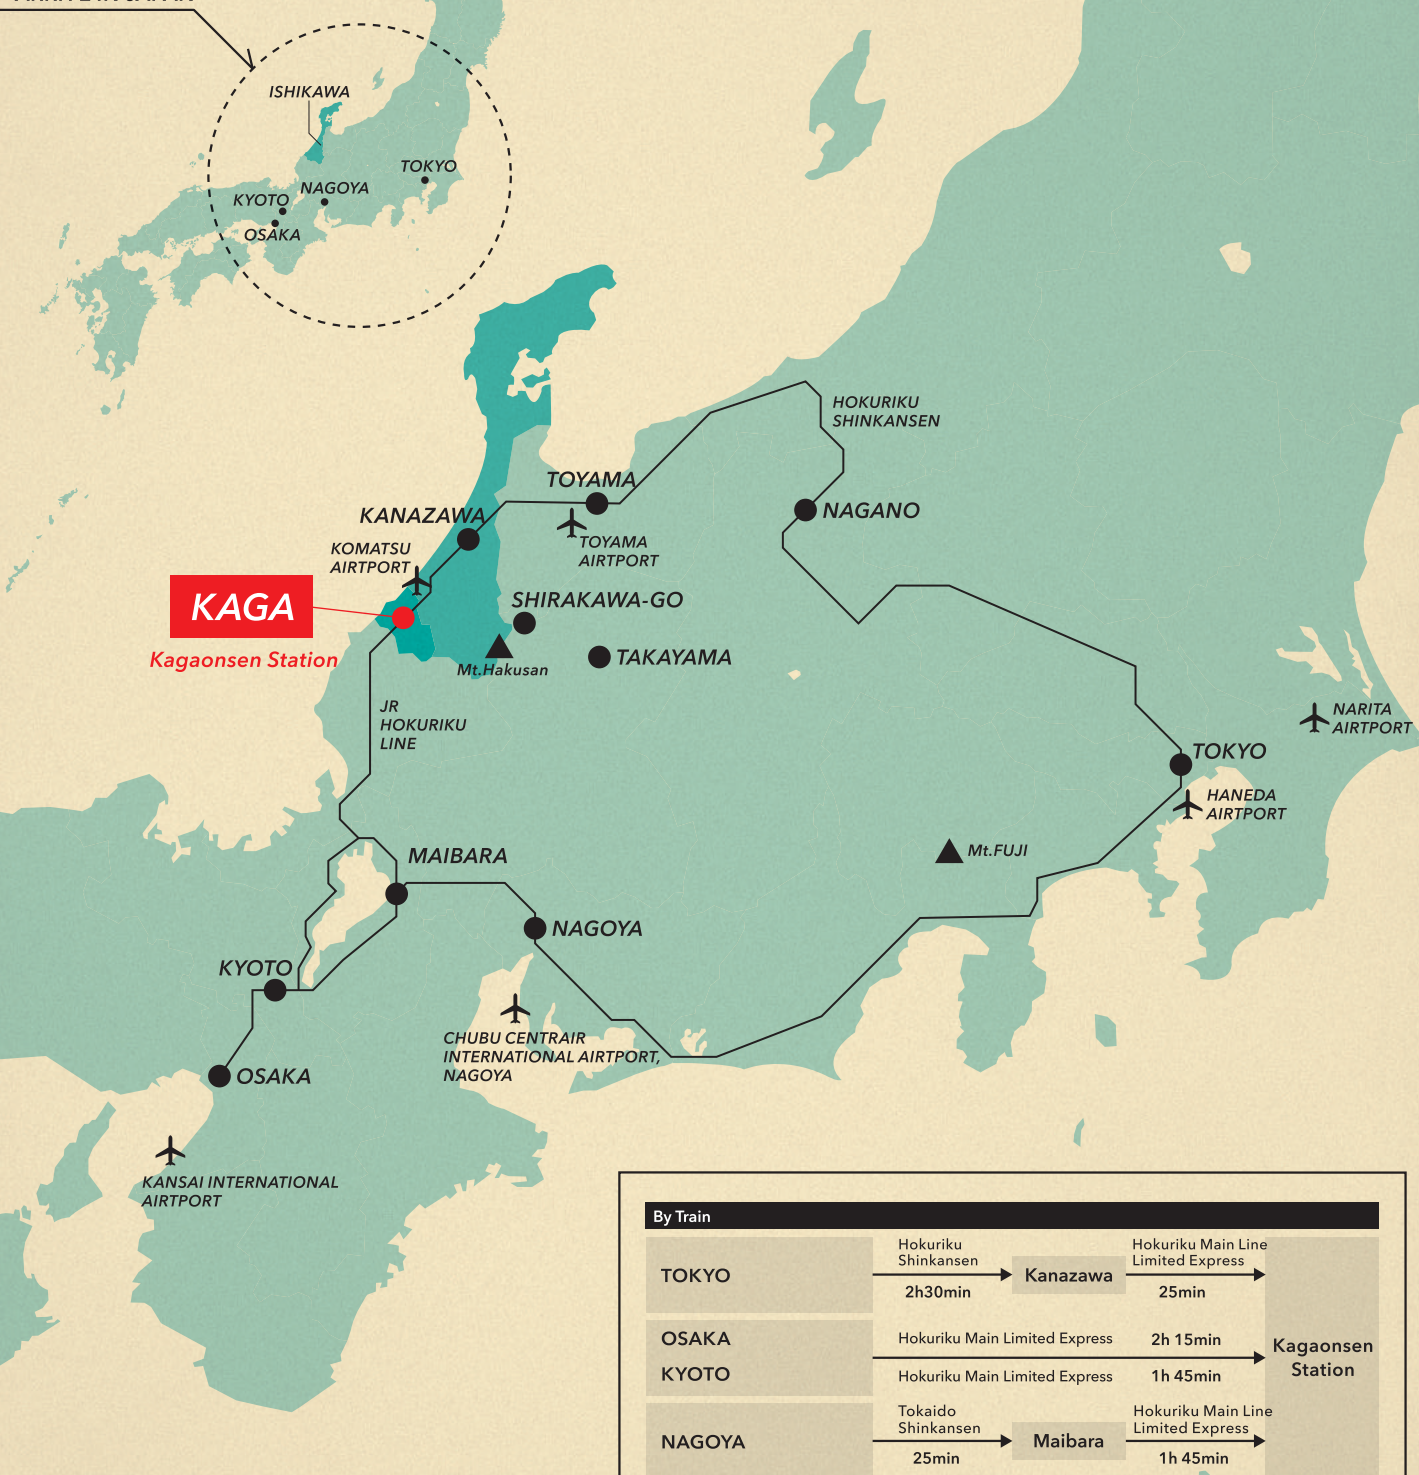 ISHIKAWA
TOKYO
NAGOYA
KYOTO
OSAKA
HOKURIKU
SHINKANSEN
TOYAMA
NAGANO
KANAZAWA
TOYAMA
AIRTPORT
KOMATSU
AIRTPORT
KAGA
SHIRAKAWA-GO
Kagaonsen Station
TAKAYAMA
Mt.Hakusan
JR
HOKURIKU
LINE
NARITA
AIRTPORT
TOKYO
HANEDA
AIRTPORT
Mt.FUJI
MAIBARA
NAGOYA
KYOTO
CHUBU CENTRAIR
INTERNATIONAL AIRTPORT,
NAGOYA
OSAKA
KANSAI INTERNATIONAL
AIRTPORT
By Train
TOKYO
Hokuriku
Shinkansen
2h30min
Kanazawa
Hokuriku Main Line
Limited Express
25min
OSAKA
Hokuriku Main Limited Express
2h 15min
KYOTO
Hokuriku Main Limited Express
1h 45min
Kagaonsen
Station
NAGOYA
Tokaido
Shinkansen
25min
Maibara
Hokuriku Main Line
Limited Express
1h 45min